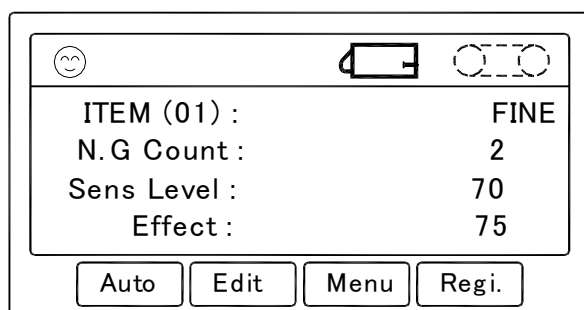 ITEM (01) : FINE
N.G Count : 2
Sens Level : 70
Effect : 75
Auto Edit Menu Regi.